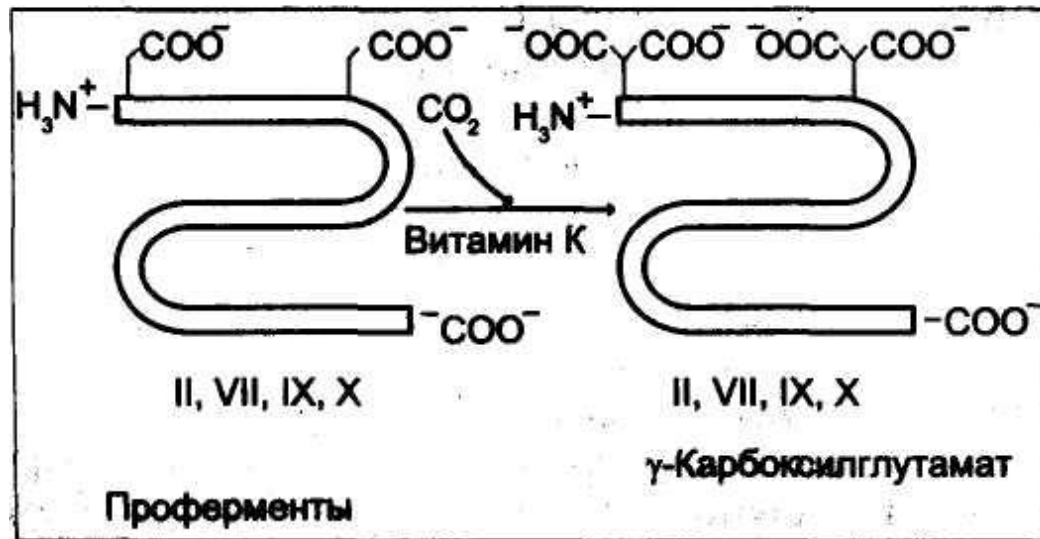 COO⁻ COO⁻ ⁻OOC COO⁻ ⁻OOC COO⁻
H₃N⁺– CO₂ H₃N⁺–
Витамин К
⁻COO⁻ –COO⁻
II, VII, IX, X II, VII, IX, X
γ-Карбоксилглутамат
Проферменты